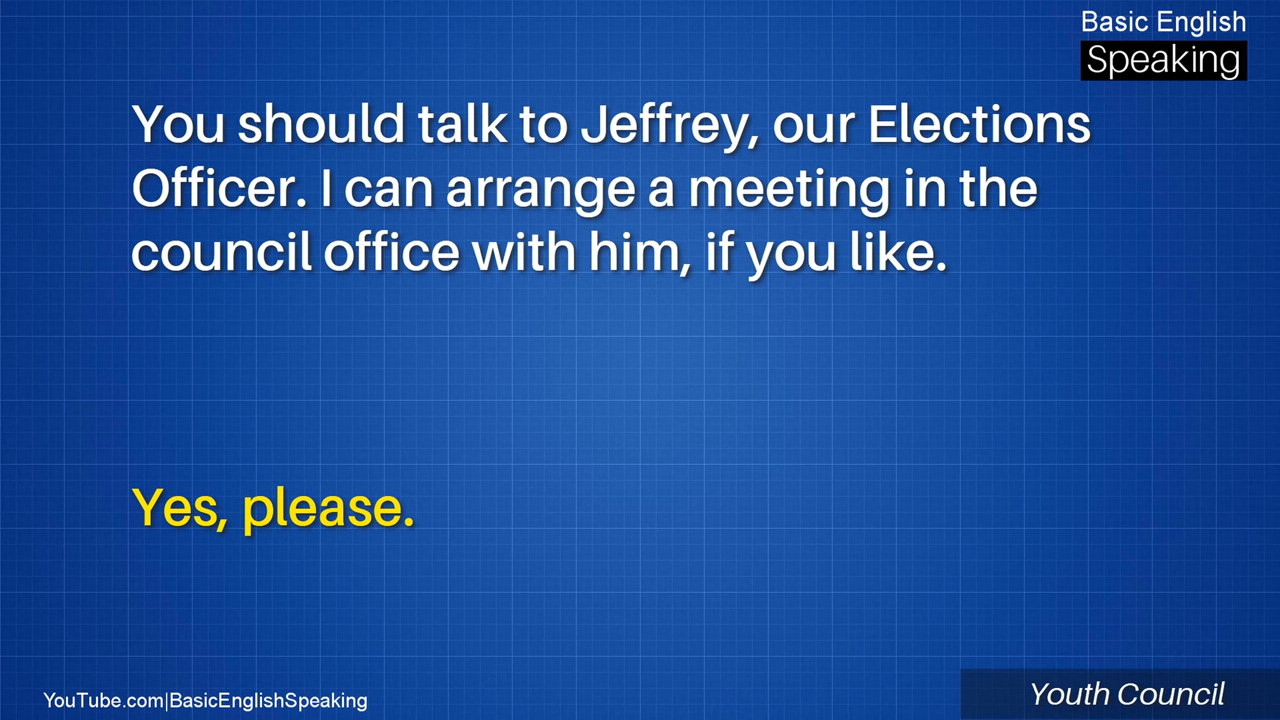 Basic English
Speaking
You should talk to Jeffrey, our Elections
Officer. I can arrange a meeting in the
council office with him, if you like.
Yes, please.
YouTube.com|BasicEnglishSpeaking
Youth Council